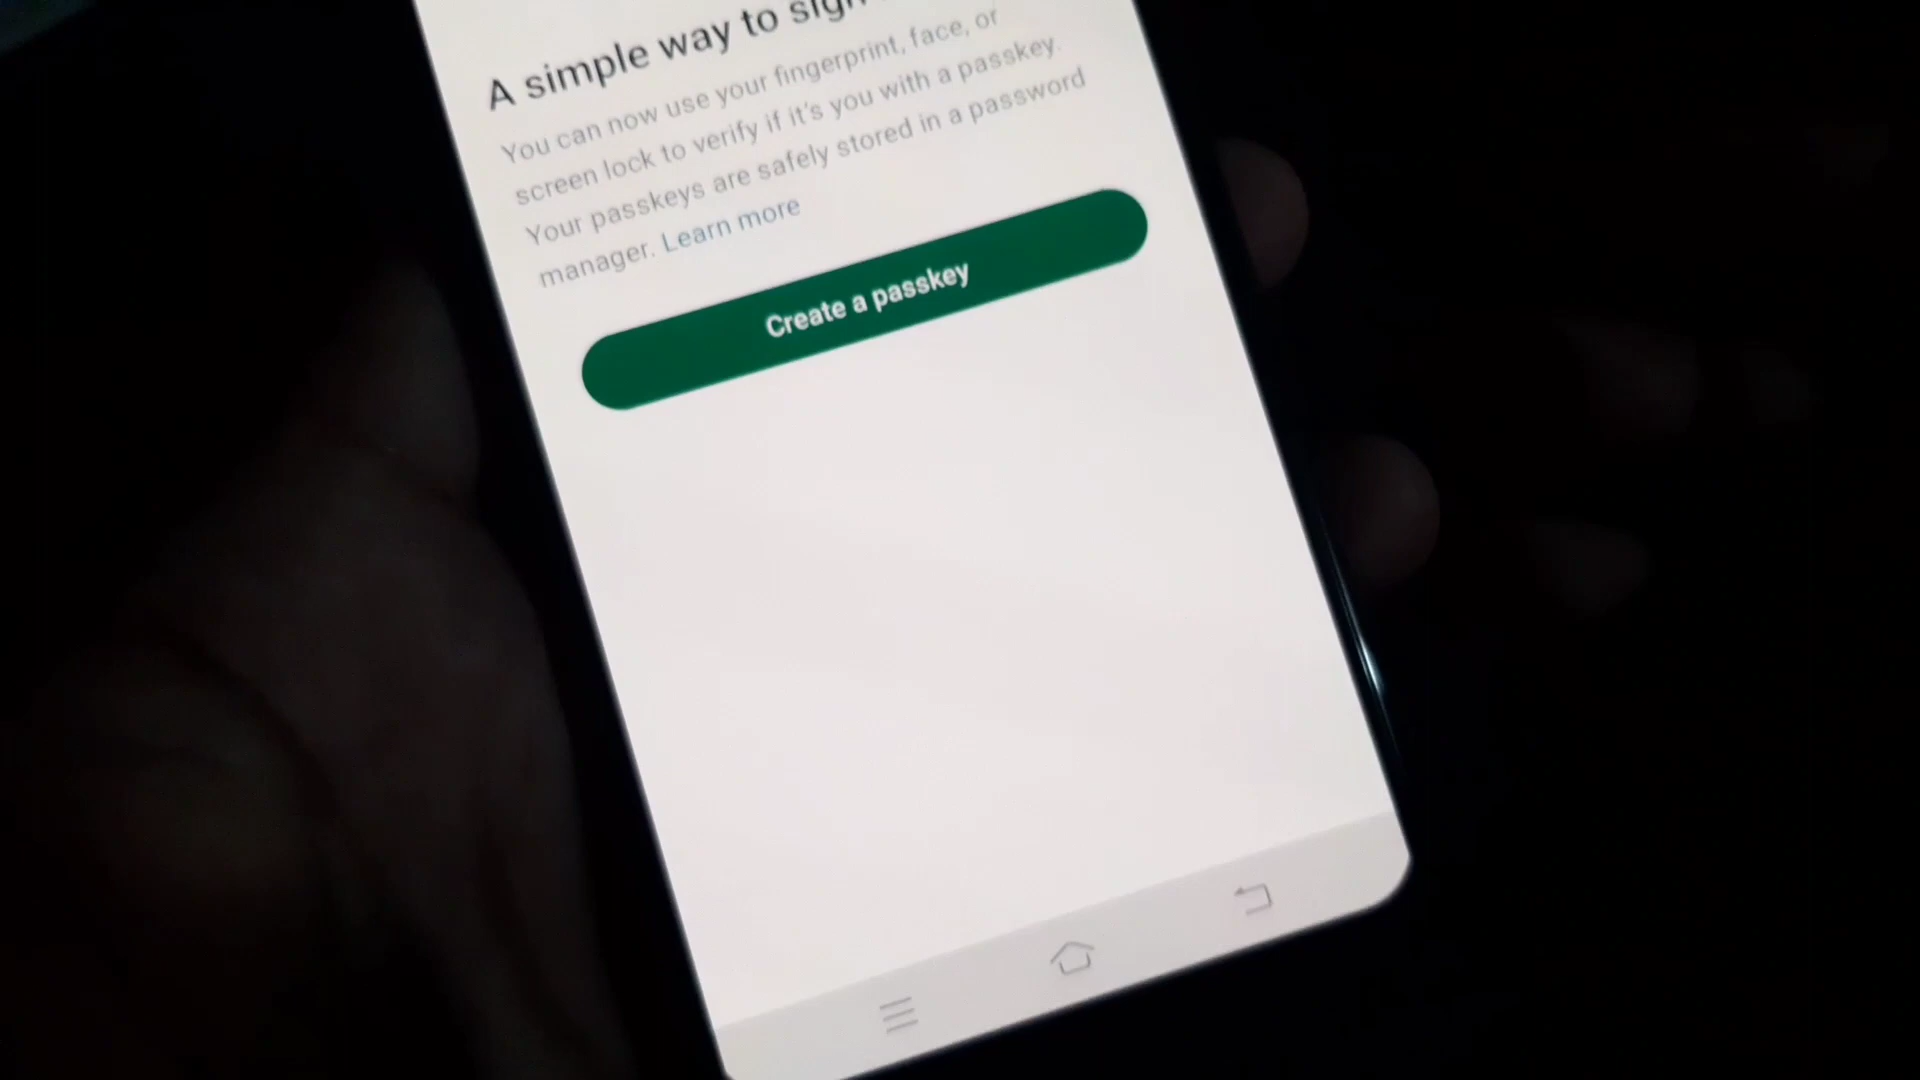 A simple way to sign
You can now use your fingerprint, face, or
screen lock to verify if it's you with a passkey.
Your passkeys are safely stored in a password
manager. Learn more
Create a passkey